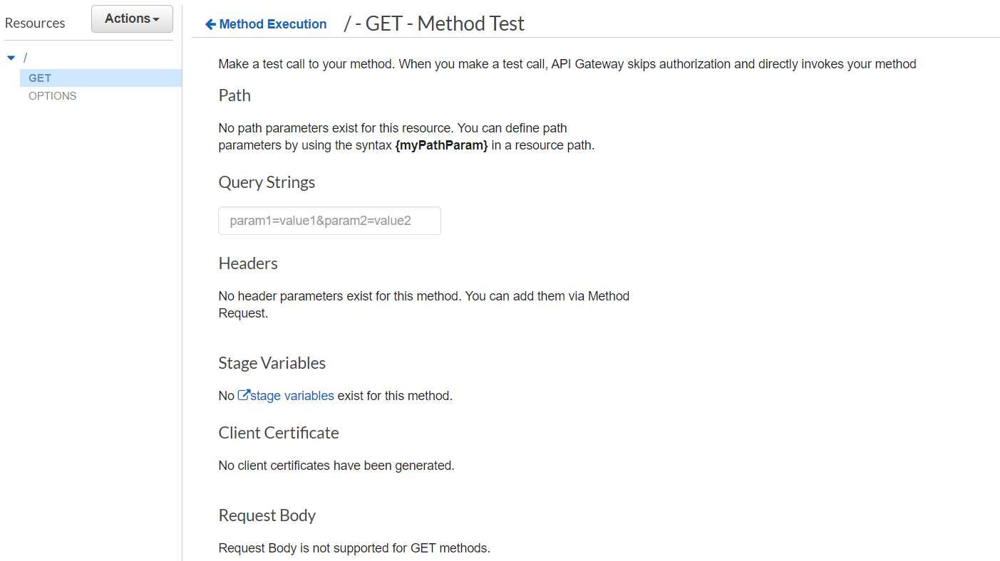 Resources
Actions
/
GET
OPTIONS
Method Execution
/ - GET - Method Test
Make a test call to your method. When you make a test call, API Gateway skips authorization and directly invokes your method
Path
No path parameters exist for this resource. You can define path
parameters by using the syntax {myPathParam} in a resource path.
Query Strings
param1=value1&param2=value2
Headers
No header parameters exist for this method. You can add them via Method
Request.
Stage Variables
No stage variables exist for this method.
Client Certificate
No client certificates have been generated.
Request Body
Request Body is not supported for GET methods.